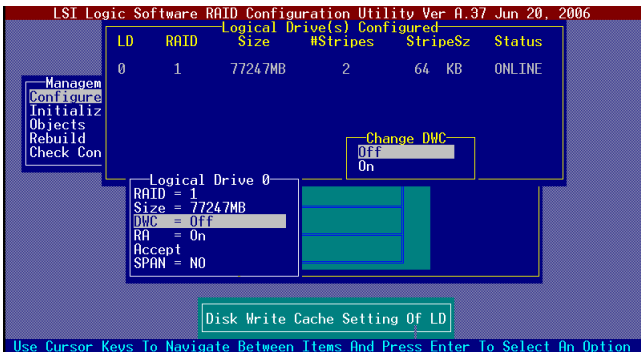 LSI Logic Software RAID Configuration Utility Ver A.37 Jun 20, 2006
Logical Drive(s) Configured
LD RAID Size #Stripes StripeSz Status
0 1 77247MB 2 64 KB ONLINE
Managem
Configure
Initializ
Objects
Rebuild
Check Con
Change DWC
Off
On
Logical Drive 0
RAID = 1
Size = 77247MB
DWC = Off
RA = On
Accept
SPAN = NO
Disk Write Cache Setting Of LD
Use Cursor Keys To Navigate Between Items And Press Enter To Select An Option